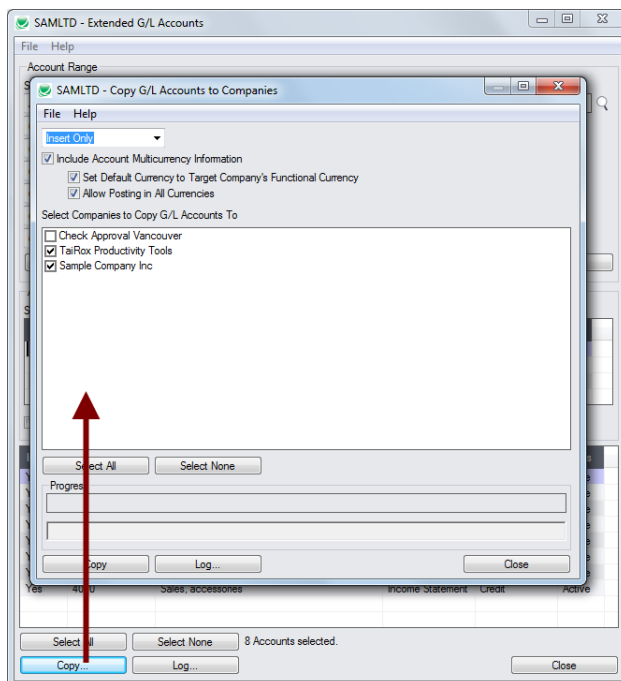 SAMLTD - Extended G/L Accounts
File Help
Account Range
SAMLTD - Copy G/L Accounts to Companies
File Help
Insert Only
Include Account Multicurrency Information
Set Default Currency to Target Company's Functional Currency
Allow Posting in All Currencies
Select Companies to Copy G/L Accounts To
Check Approval Vancouver
TaiRox Productivity Tools
Sample Company Inc
Select All Select None
Progress
Copy Log... Close
Yes Sales, accessories Income Statement Credit Active
Select All Select None 8 Accounts selected.
Copy... Log... Close